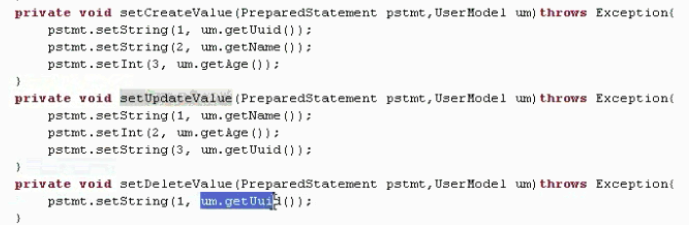 private void setCreateValue(PreparedStatement pstmt,UserModel um)throws Exception{
pstmt.setString(1, um.getUuid());
pstmt.setString(2, um.getName());
pstmt.setInt(3, um.getAge());
}
private void setUpdateValue(PreparedStatement pstmt,UserModel um)throws Exception{
pstmt.setString(1, um.getName());
pstmt.setInt(2, um.getAge());
pstmt.setString(3, um.getUuid());
}
private void setDeleteValue(PreparedStatement pstmt,UserModel um)throws Exception{
pstmt.setString(1, um.getUuid());
}